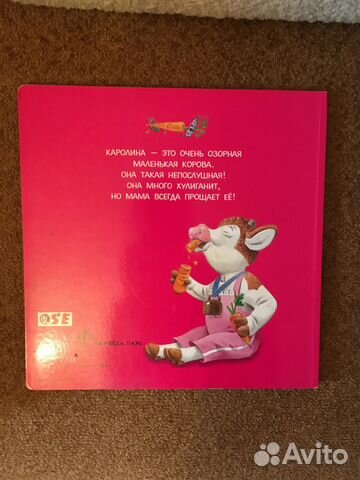 КАРОЛИНА – ЭТО ОЧЕНЬ ОЗОРНАЯ
МАЛЕНЬКАЯ КОРОВА.
ОНА ТАКАЯ НЕПОСЛУШНАЯ!
ОНА МНОГО ХУЛИГАНИТ,
НО МАМА ВСЕГДА ПРОЩАЕТ ЕЁ!
OSE
Avito